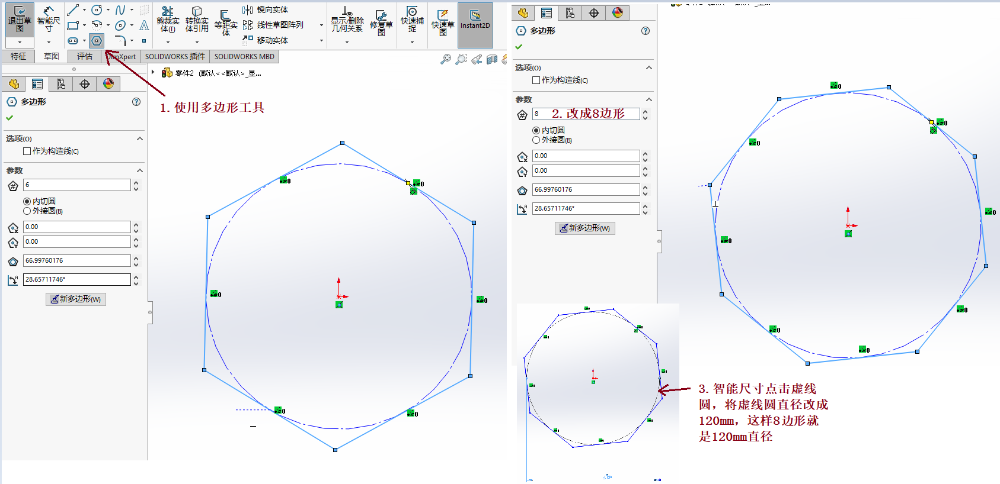 退出草图
智能尺寸
剪裁实体(T)
转换实体引用
等距实体
镜向实体
线性草图阵列
移动实体
显示/删除几何关系
修复草图
快速捕捉
快速草图
Instant2D
特征
草图
评估
DimXpert
SOLIDWORKS 插件
SOLIDWORKS MBD
零件2 (默认<<默认>_显...
1.使用多边形工具
多边形
选项(O)
作为构造线(C)
参数
6
内切圆
外接圆(B)
0.00
0.00
66.99760176
28.65711746°
新多边形(W)
多边形
选项(O)
作为构造线(C)
参数
8
2.改成8边形
内切圆
外接圆(B)
0.00
0.00
66.99760176
28.65711746°
新多边形(W)
3.智能尺寸点击虚线
圆，将虚线圆直径改成
120mm，这样8边形就
是120mm直径